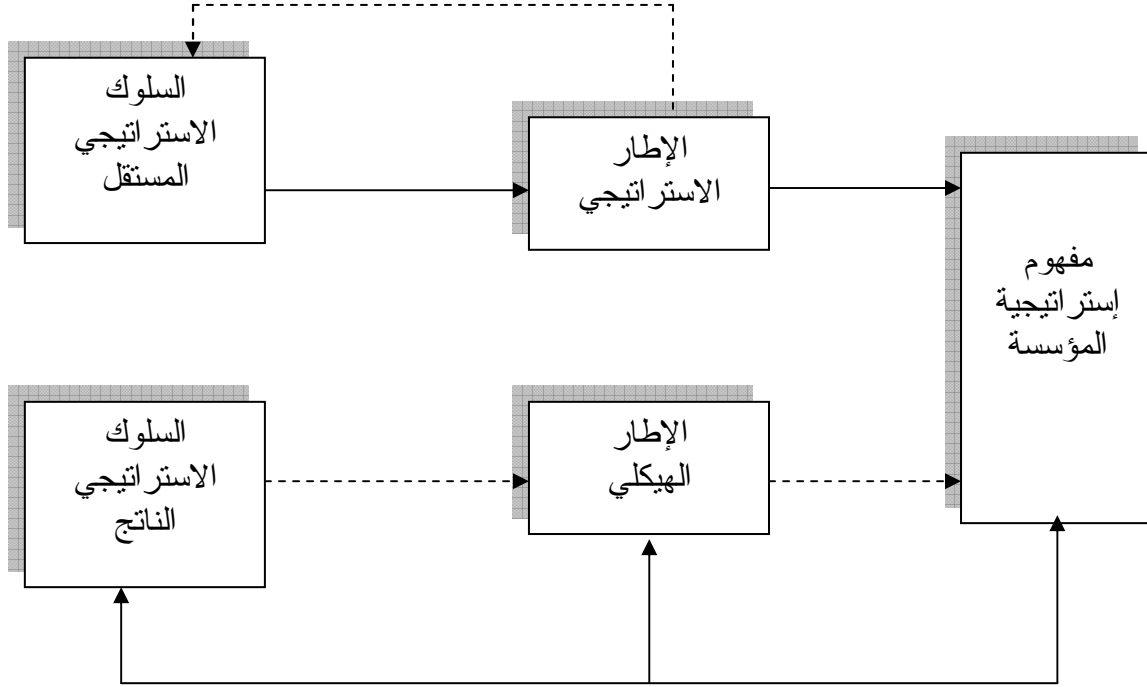 السلوك
الاستراتيجي
المستقل
الإطار
الاستراتيجي
مفهوم
إستراتيجية
المؤسسة
السلوك
الاستراتيجي
الناتج
الإطار
الهيكلي